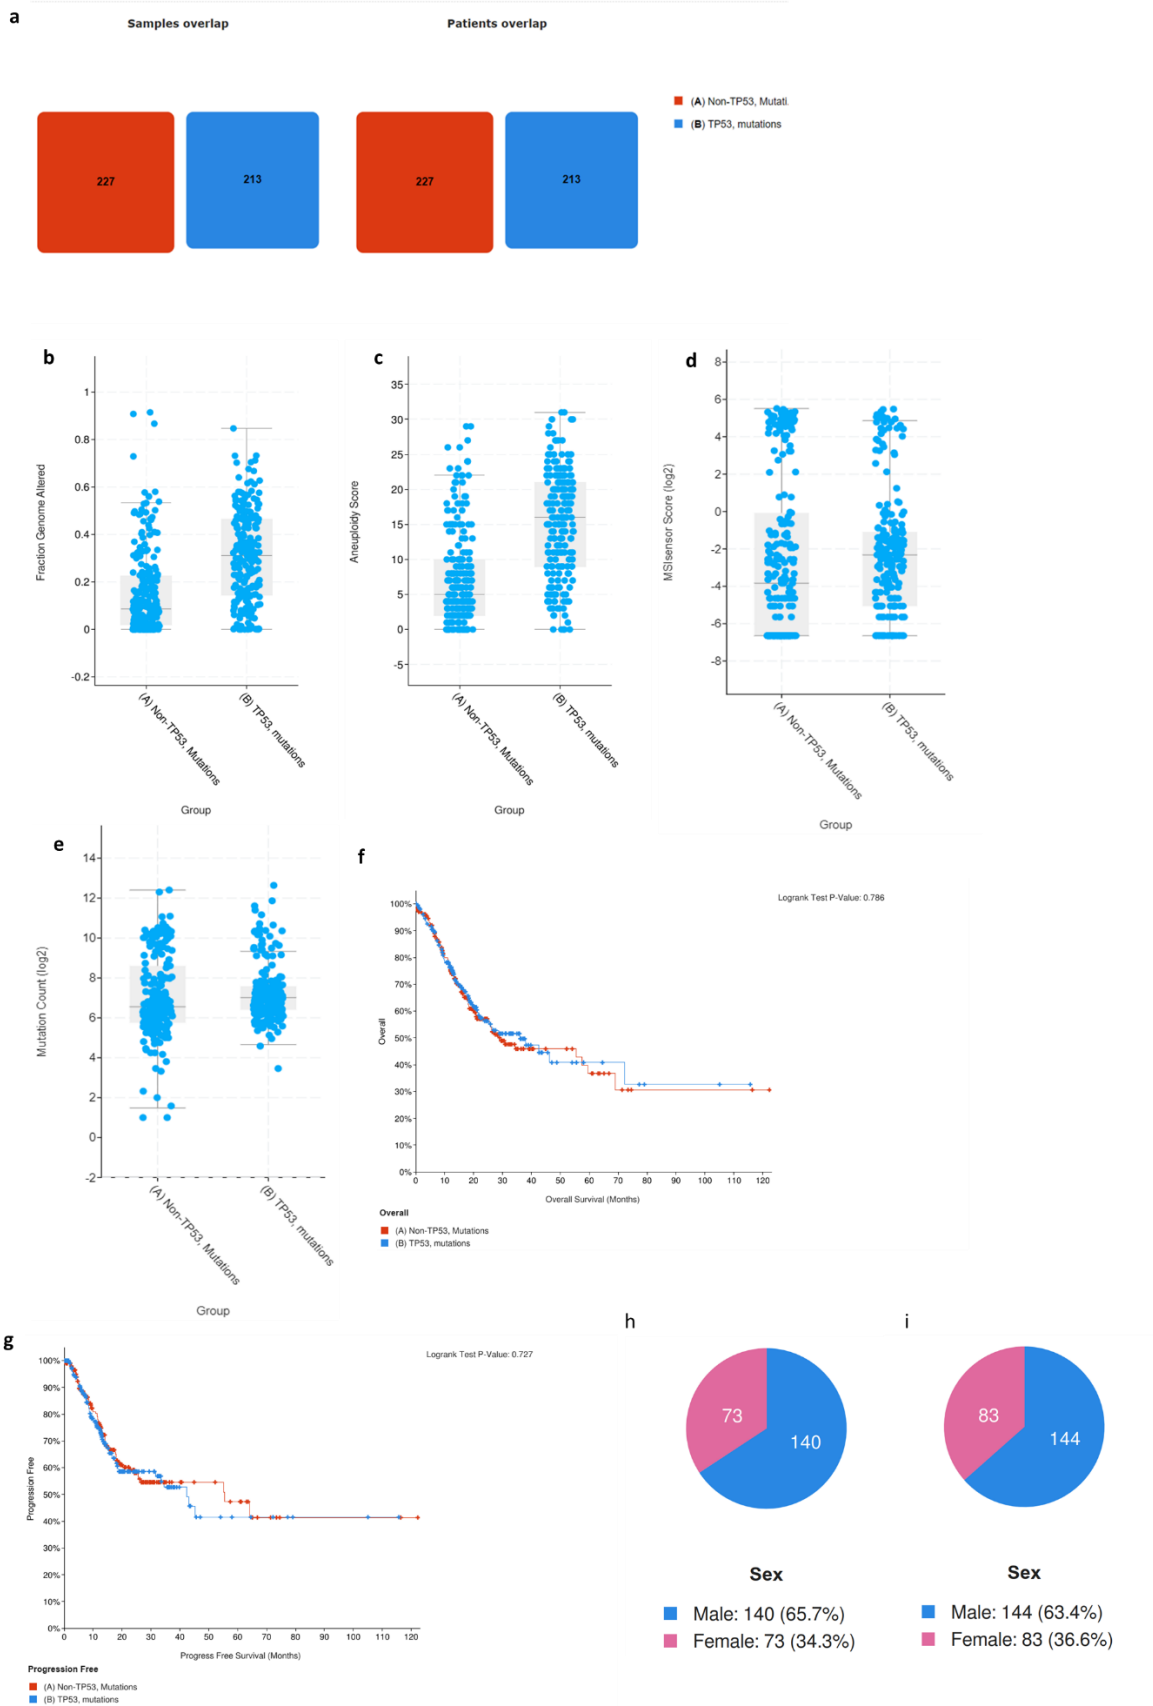 a
Samples overlap
Patients overlap
227
213
227
213
(A) Non-TP53, Mutati.
(B) TP53, mutations
b
Fraction Genome Altered
1
0.8
0.6
0.4
0.2
0
-0.2
(A) Non-TP53, Mutations
(B) TP53, mutations
Group
c
Aneuploidy Score
35
30
25
20
15
10
5
0
-5
(A) Non-TP53, Mutations
(B) TP53, mutations
Group
d
MSIsensor Score (log2)
8
6
4
2
0
-2
-4
-6
-8
(A) Non-TP53, Mutations
(B) TP53, mutations
Group
e
Mutation Count (log2)
14
12
10
8
6
4
2
0
-2
(A) Non-TP53, Mutations
(B) TP53, mutations
Group
f
Logrank Test P-Value: 0.786
Overall
100%
90%
80%
70%
60%
50%
40%
30%
20%
10%
0%
0 10 20 30 40 50 60 70 80 90 100 110 120
Overall Survival (Months)
Overall
(A) Non-TP53, Mutations
(B) TP53, mutations
g
Logrank Test P-Value: 0.727
Progression Free
100%
90%
80%
70%
60%
50%
40%
30%
20%
10%
0%
0 10 20 30 40 50 60 70 80 90 100 110 120
Progress Free Survival (Months)
Progression Free
(A) Non-TP53, Mutations
(B) TP53, mutations
h
73
140
Sex
Male: 140 (65.7%)
Female: 73 (34.3%)
i
83
144
Sex
Male: 144 (63.4%)
Female: 83 (36.6%)